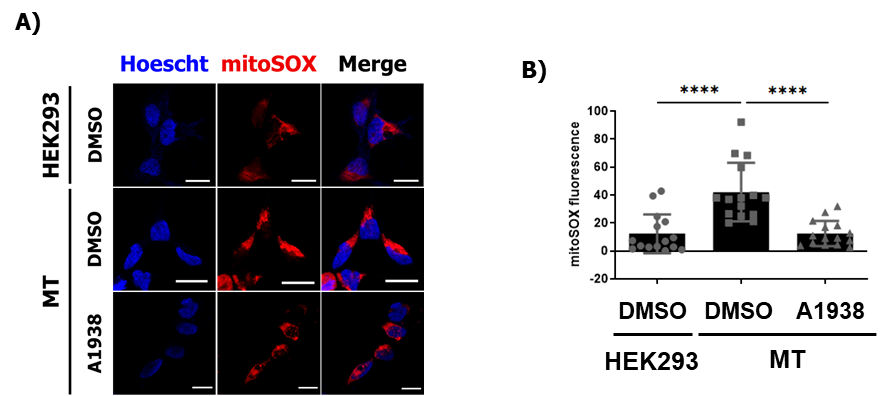 A)
Hoescht mitoSOX Merge
HEK293
DMSO
MT
DMSO
A1938
B)
****
****
mitoSOX fluorescence
100
80
60
40
20
0
-20
DMSO DMSO A1938
HEK293 MT